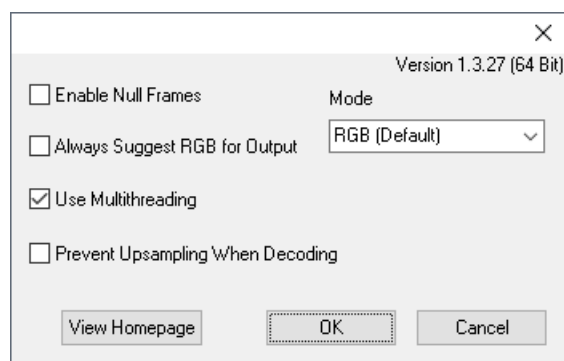 Version 1.3.27 (64 Bit)
Enable Null Frames
Mode
Always Suggest RGB for Output
RGB (Default)
Use Multithreading
Prevent Upsampling When Decoding
View Homepage
OK
Cancel